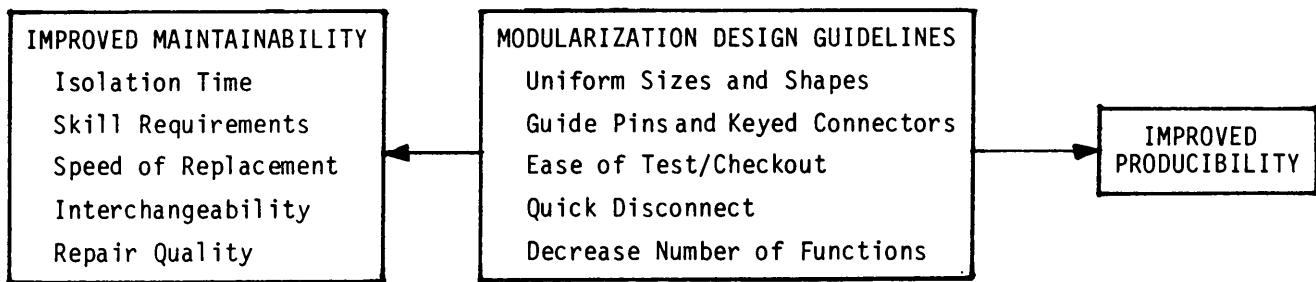 IMPROVED MAINTAINABILITY
Isolation Time
Skill Requirements
Speed of Replacement
Interchangeability
Repair Quality
MODULARIZATION DESIGN GUIDELINES
Uniform Sizes and Shapes
Guide Pins and Keyed Connectors
Ease of Test/Checkout
Quick Disconnect
Decrease Number of Functions
IMPROVED
PRODUCIBILITY